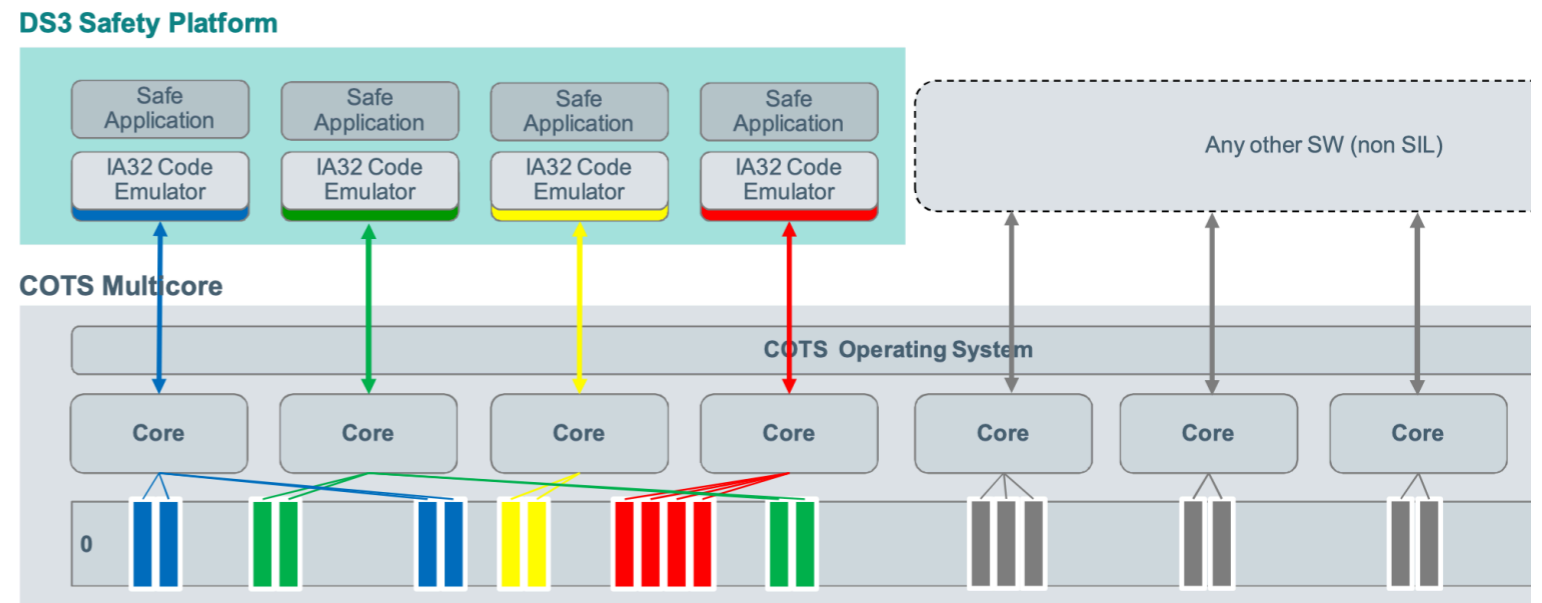 DS3 Safety Platform
Safe
Application
Safe
Application
Safe
Application
Safe
Application
Any other SW (non SIL)
IA32 Code
Emulator
IA32 Code
Emulator
IA32 Code
Emulator
IA32 Code
Emulator
COTS Multicore
COTS Operating System
Core
Core
Core
Core
Core
Core
Core
0